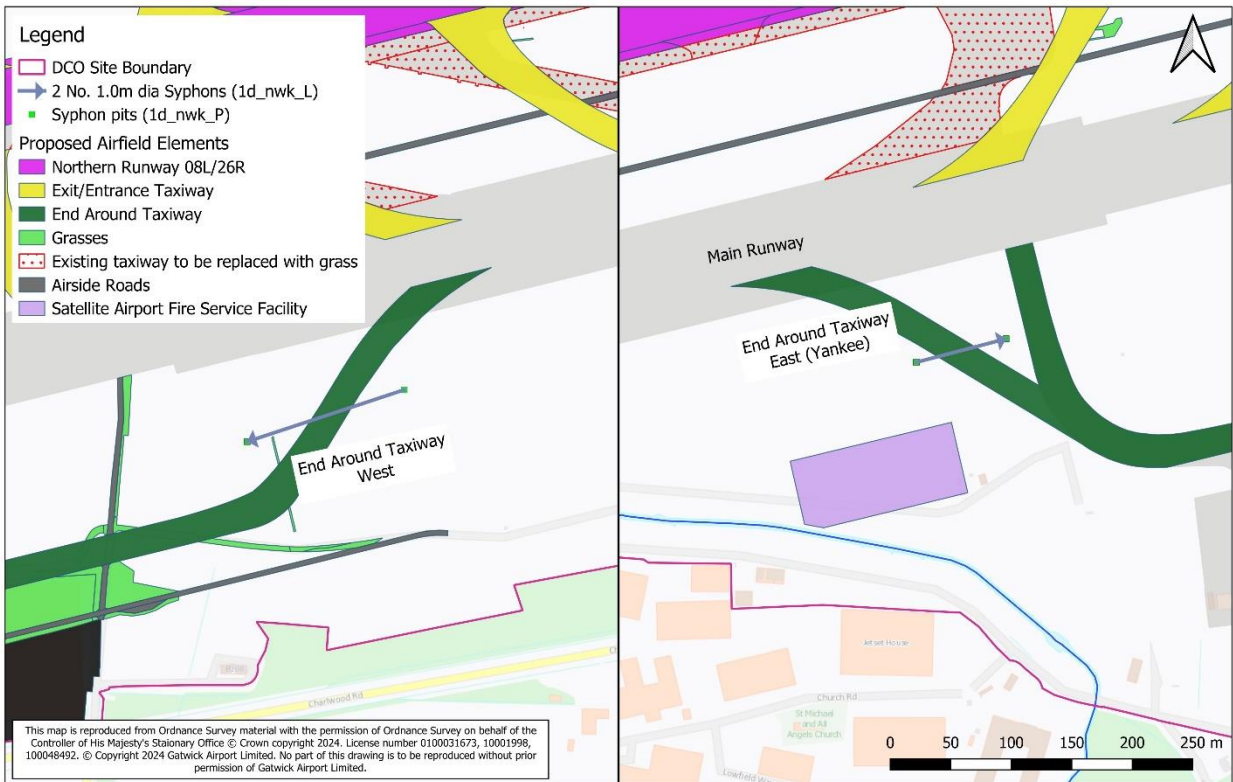 Legend
DCO Site Boundary
2 No. 1.0m dia Syphons (1d_nwk_L)
Syphon pits (1d_nwk_P)
Proposed Airfield Elements
Northern Runway 08L/26R
Exit/Entrance Taxiway
End Around Taxiway
Grasses
Existing taxiway to be replaced with grass
Airside Roads
Satellite Airport Fire Service Facility
End Around Taxiway
West
Charlwood Rd
This map is reproduced from Ordnance Survey material with the permission of Ordnance Survey on behalf of the
Controller of His Majesty's Staionary Office © Crown copyright 2024. License number 0100031673, 10001998,
100048492. © Copyright 2024 Gatwick Airport Limited. No part of this drawing is to be reproduced without prior
permission of Gatwick Airport Limited.
Main Runway
End Around Taxiway
East (Yankee)
Jetset House
Church Rd
St Michael
and All
Angels Church
0 50 100 150 200 250 m